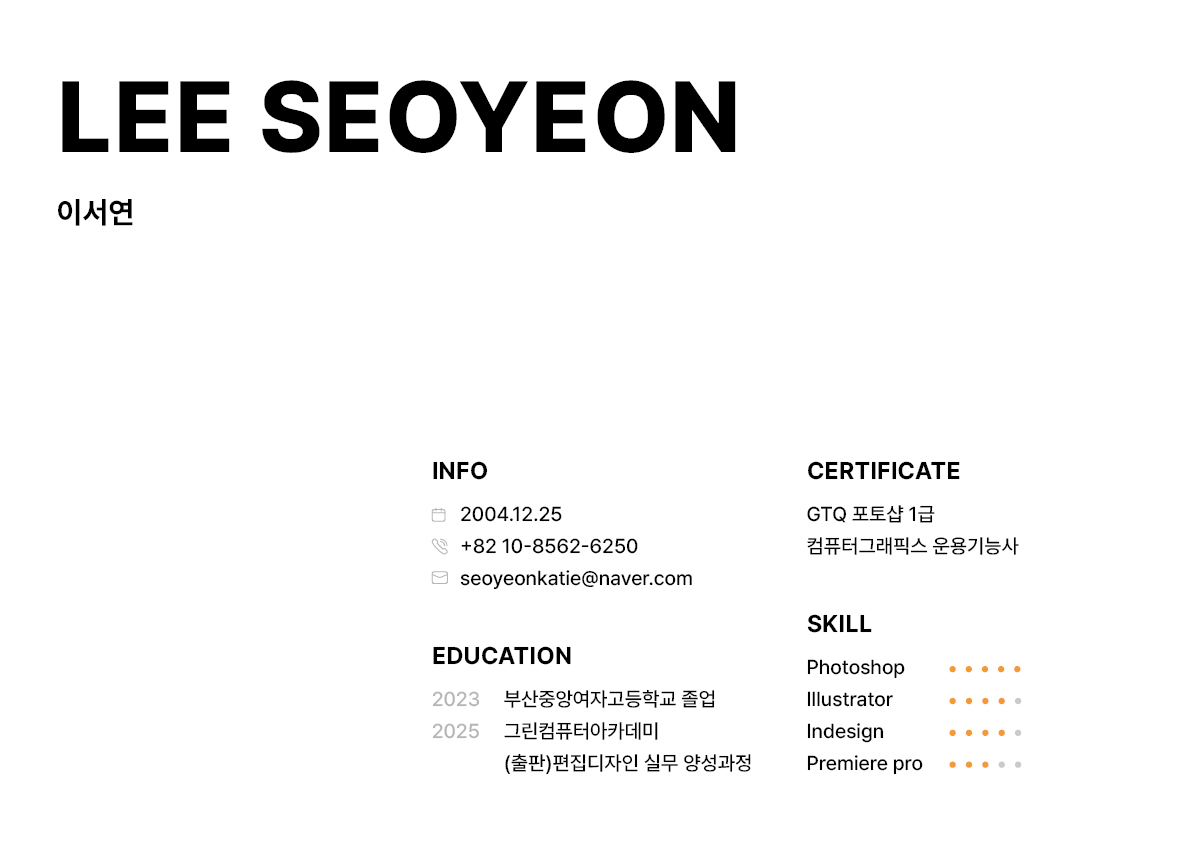 LEE SEOYEON
이서연
INFO
2004.12.25
+82 10-8562-6250
seoyeonkatie@naver.com
EDUCATION
2023 부산중앙여자고등학교 졸업
2025 그린컴퓨터아카데미
(출판)편집디자인 실무 양성과정
CERTIFICATE
GTQ 포토샵 1급
컴퓨터그래픽스 운용기능사
SKILL
Photoshop
Illustrator
Indesign
Premiere pro